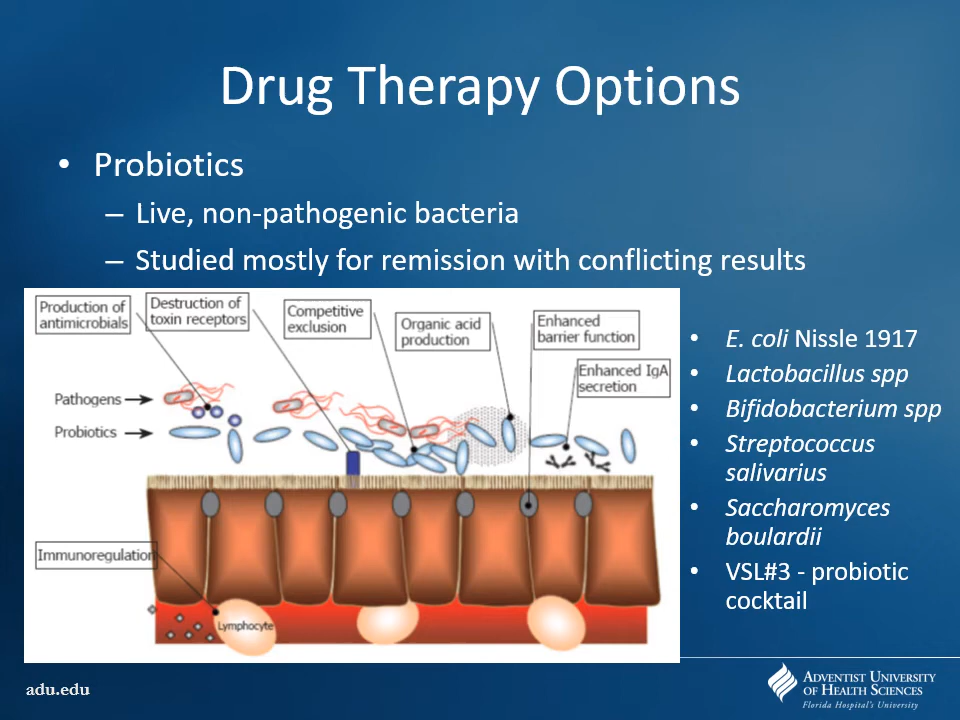 Drug Therapy Options
• Probiotics
– Live, non-pathogenic bacteria
– Studied mostly for remission with conflicting results
Production of
antimicrobials
Destruction of
toxin receptors
Competitive
exclusion
Organic acid
production
Enhanced
barrier function
Enhanced IgA
secretion
Pathogens
Probiotics
Immunoregulation
Lymphocyte
• E. coli Nissle 1917
• Lactobacillus spp
• Bifidobacterium spp
• Streptococcus
salivarius
• Saccharomyces
boulardii
• VSL#3 - probiotic
cocktail
adu.edu
ADVENTIST UNIVERSITY
OF HEALTH SCIENCES
Florida Hospital's University